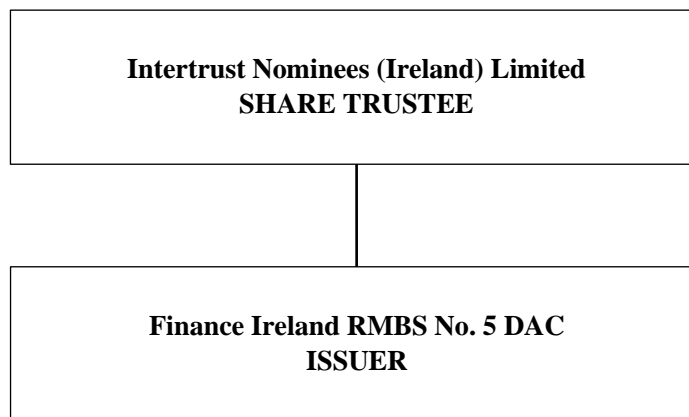 Intertrust Nominees (Ireland) Limited
SHARE TRUSTEE
Finance Ireland RMBS No. 5 DAC
ISSUER